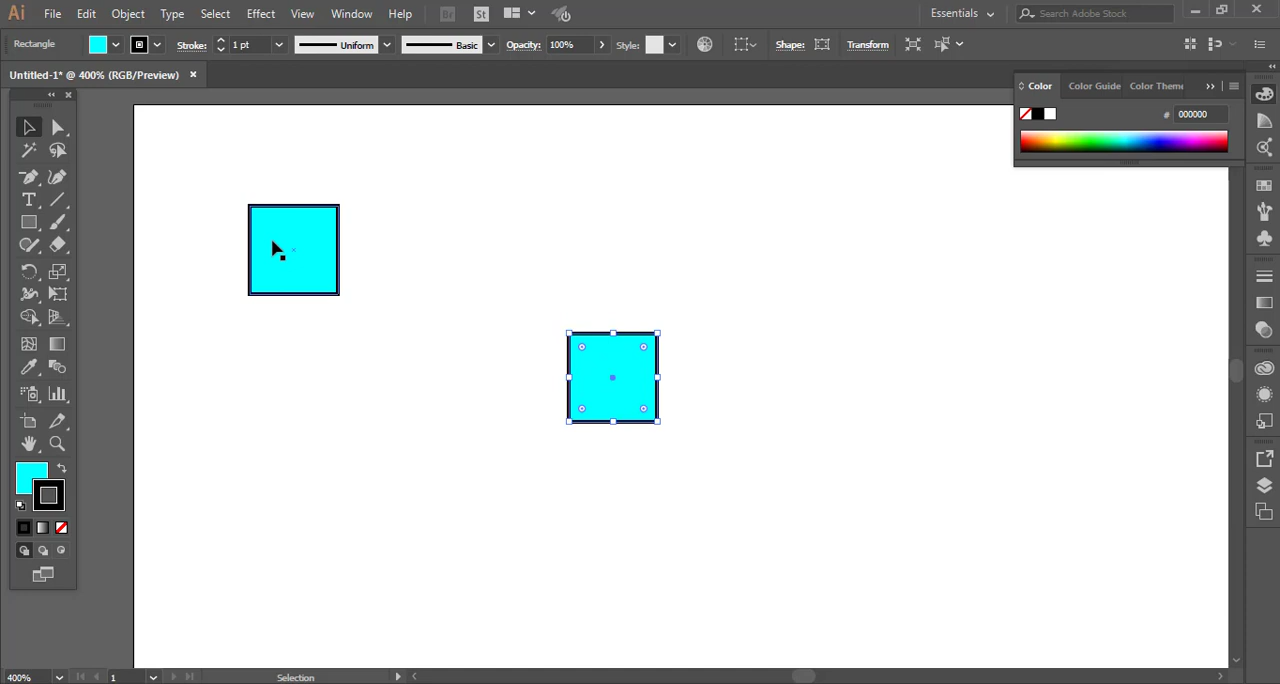 Ai File Edit Object Type Select Effect View Window Help Br St Essentials Search Adobe Stock
Rectangle Stroke: 1 pt Uniform Basic Opacity: 100% Style: Shape: Transform
Untitled-1* @ 400% (RGB/Preview)
Color Color Guide Color Theme
# 000000
400% 1 Selection